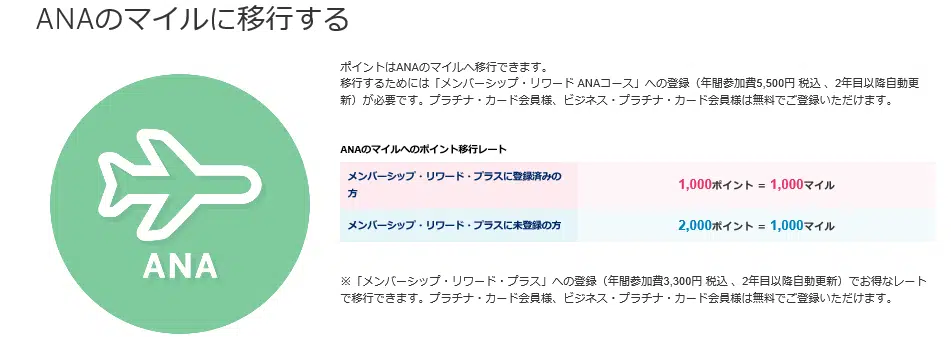 ANAのマイルに移行する
ポイントはANAのマイルへ移行できます。
移行するためには「メンバーシップ・リワード ANAコース」への登録（年間参加費5,500円 税込 、2年目以降自動更
新）が必要です。プラチナ・カード会員様、ビジネス・プラチナ・カード会員様は無料でご登録いただけます。
ANA
ANAのマイルへのポイント移行レート
メンバーシップ・リワード・プラスに登録済みの
方
1,000ポイント = 1,000マイル
メンバーシップ・リワード・プラスに未登録の方
2,000ポイント = 1,000マイル
※「メンバーシップ・リワード・プラス」への登録（年間参加費3,300円 税込 、2年目以降自動更新）でお得なレート
で移行できます。プラチナ・カード会員様、ビジネス・プラチナ・カード会員様は無料でご登録いただけます。